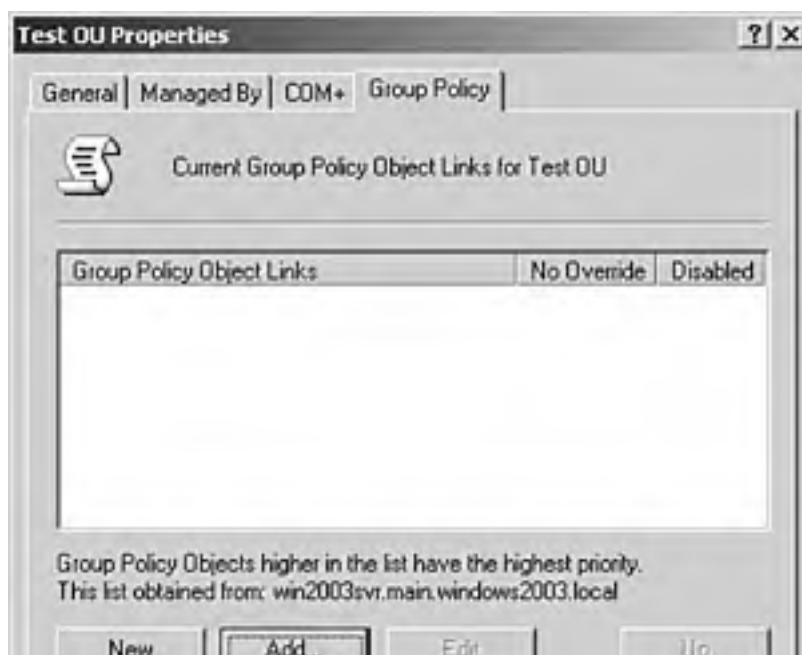 Test OU Properties ? ×
General Managed By COM+ Group Policy
Current Group Policy Object Links for Test OU
Group Policy Object Links No Override Disabled
Group Policy Objects higher in the list have the highest priority.
This list obtained from: win2003svr.main.windows2003.local
New Add... Edit Up